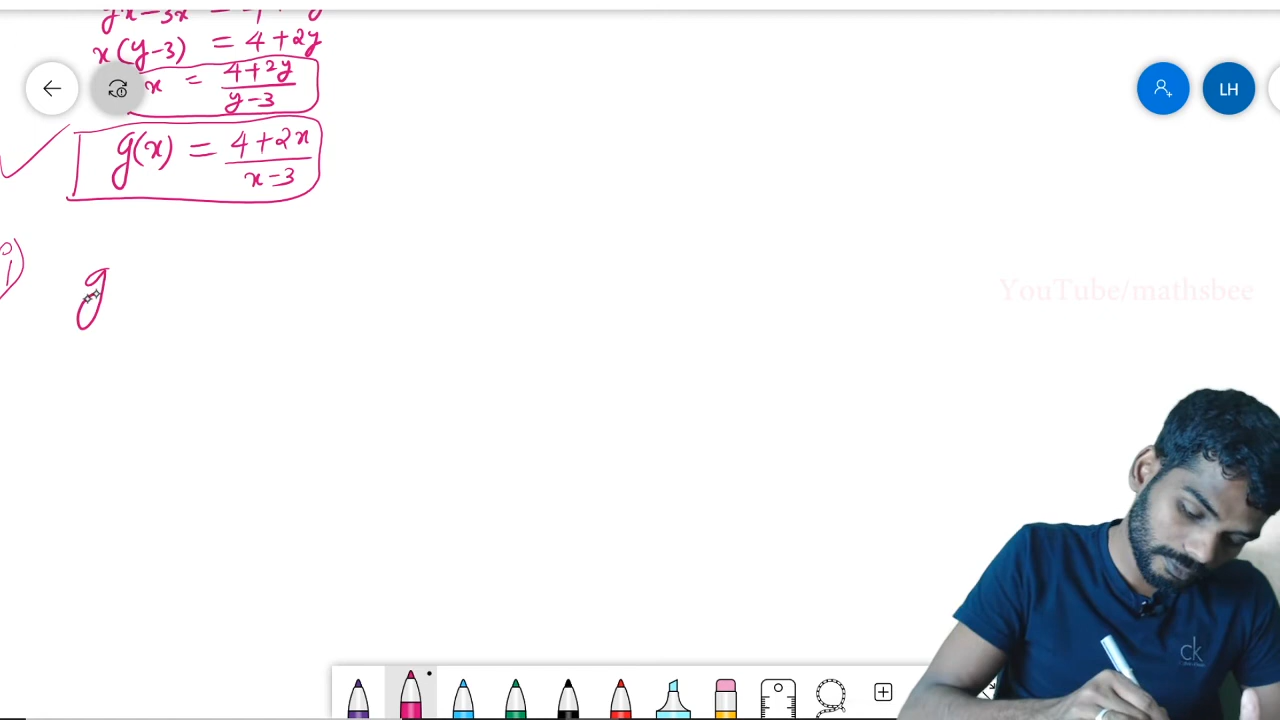 x(y-3) = 4+2y
x = 4+2y / y-3
g(x) = 4+2x / x-3
g
LH
YouTube/mathsbee
ck